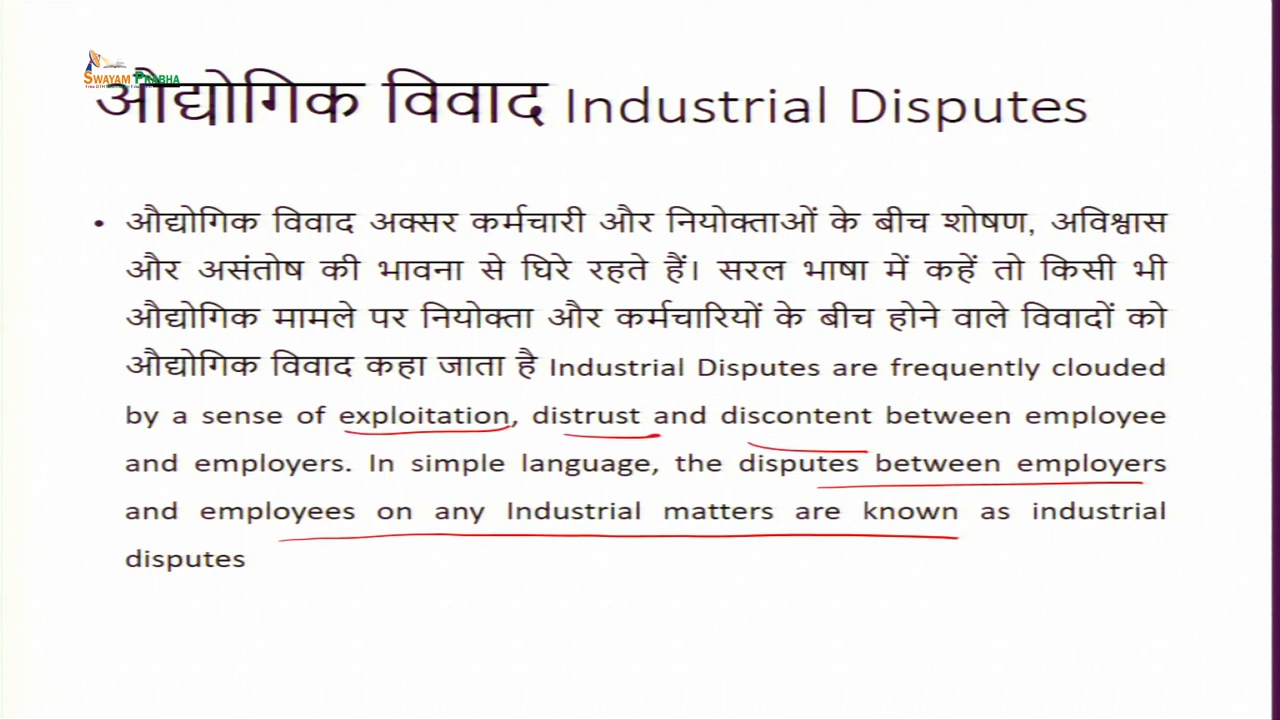 SWAYAM PRABHA
औद्योगिक विवाद Industrial Disputes
• औद्योगिक विवाद अक्सर कर्मचारी और नियोक्ताओं के बीच शोषण, अविश्वास
और असंतोष की भावना से घिरे रहते हैं। सरल भाषा में कहें तो किसी भी
औद्योगिक मामले पर नियोक्ता और कर्मचारियों के बीच होने वाले विवादों को
औद्योगिक विवाद कहा जाता है Industrial Disputes are frequently clouded
by a sense of exploitation, distrust and discontent between employee
and employers. In simple language, the disputes between employers
and employees on any Industrial matters are known as industrial
disputes